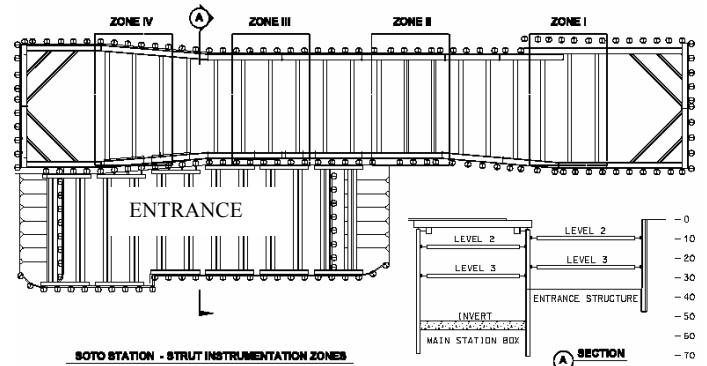 A
ZONE IV
ZONE III
ZONE II
ZONE I
ENTRANCE
LEVEL 2
LEVEL 2
LEVEL 3
LEVEL 3
INVERT
ENTRANCE STRUCTURE
MAIN STATION BOX
0
-10
-20
-30
-40
-50
-60
-70
A SECTION
SOTO STATION - STRUT INSTRUMENTATION ZONES